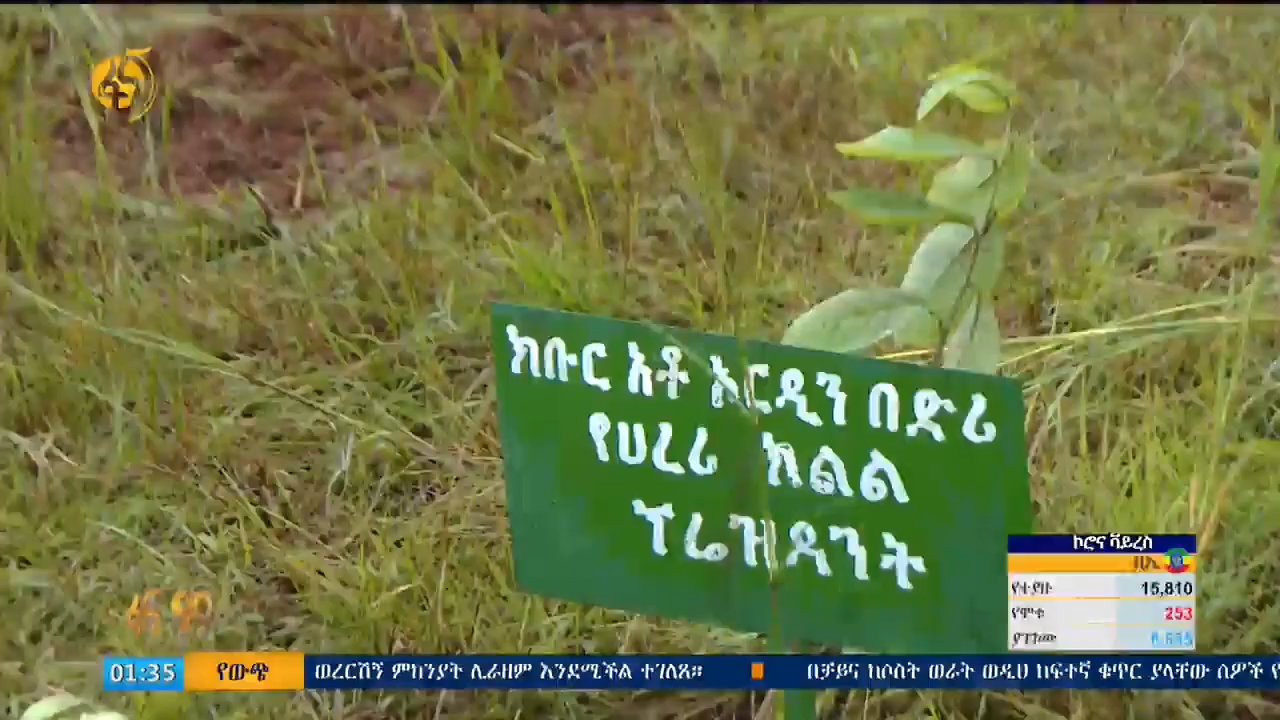 ክቡር አቶ ኦርዲን በድሪ
የሀረሪ ክልል
ፕሬዝዳንት
ኮሮና ቫይረስ
የተያዙ 15,810
የሞቱ 253
ያገገሙ
01:35 የውጭ ወረርሽኝ ምክንያት ሊራዘም እንደሚችል ተገለጸ። በቻይና ከሶስት ወራት ወዲህ ከፍተኛ ቁጥር ያላቸው ሰዎች የ